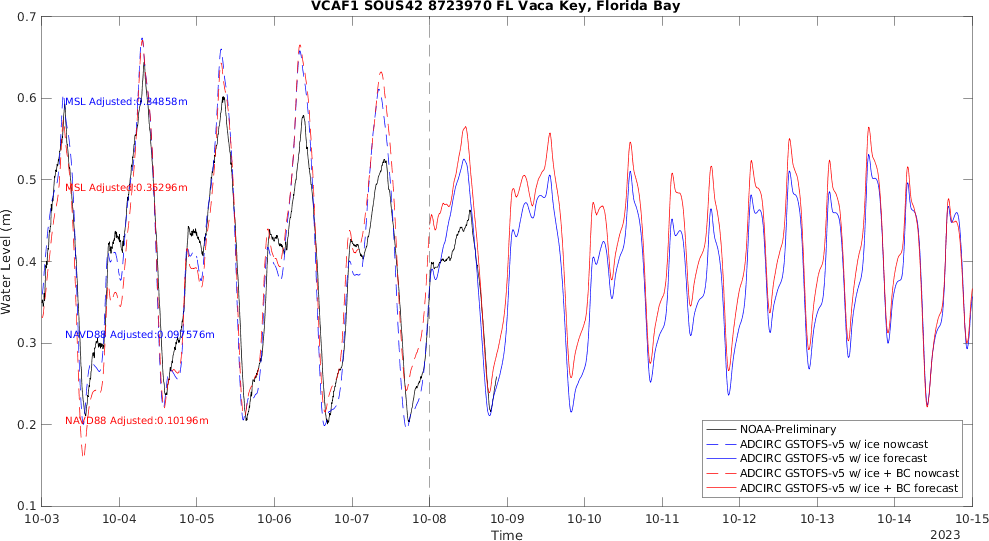 VCAF1 SOUS42 8723970 FL Vaca Key, Florida Bay
0.7
0.6
0.5
0.4
0.3
0.2
0.1
Water Level (m)
MSL Adjusted:0.34858m
MSL Adjusted:0.35296m
NAVD88 Adjusted:0.097576m
NAVD88 Adjusted:0.10196m
NOAA-Preliminary
ADCIRC GSTOFS-v5 w/ ice nowcast
ADCIRC GSTOFS-v5 w/ ice forecast
ADCIRC GSTOFS-v5 w/ ice + BC nowcast
ADCIRC GSTOFS-v5 w/ ice + BC forecast
10-03 10-04 10-05 10-06 10-07 10-08 10-09 10-10 10-11 10-12 10-13 10-14 10-15
Time
2023